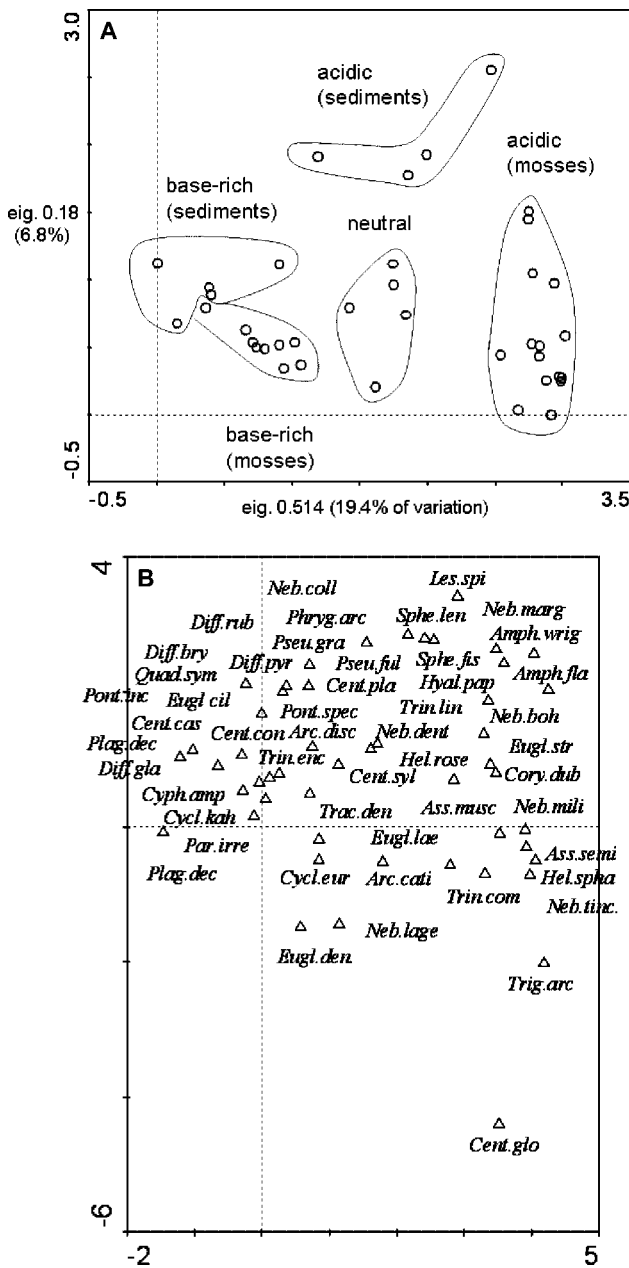 3.0
A
acidic
(sediments)
acidic
(mosses)
base-rich
(sediments)
eig. 0.18
(6.8%)
neutral
base-rich
(mosses)
-0.5
-0.5
eig. 0.514 (19.4% of variation)
3.5
4
B
Neb.coll
Les.spi
Diff.rub
Phryg.arc
Sphe.len
Neb.marg
Diff.bry
Pseu.gra
Amph.wrig
Quad.sym
Diff.pyr
Pseu.ful
Sphe.fis
Amph.fla
Pont.inc
Eugl.cil
Cent.pla
Hyal.pap
Cent.cas
Pont.spec
Trin.lin
Neb.boh
Plag.dec
Cent.con
Arc.disc
Neb.dent
Eugl.str
Diff.gla
Trin.enc
Cent.syl
Hel.rose
Cory.dub
Cyph.amp
Trac.den
Ass.musc
Neb.mili
Cycl.kah
Eugl.lae
Par.irre
Ass.semi
Plag.dec
Cycl.eur
Arc.cati
Trin.com
Hel.spha
Neb.tinc.
Neb.lage
Eugl.den.
Trig.arc
Cent.glo
-6
-2
5